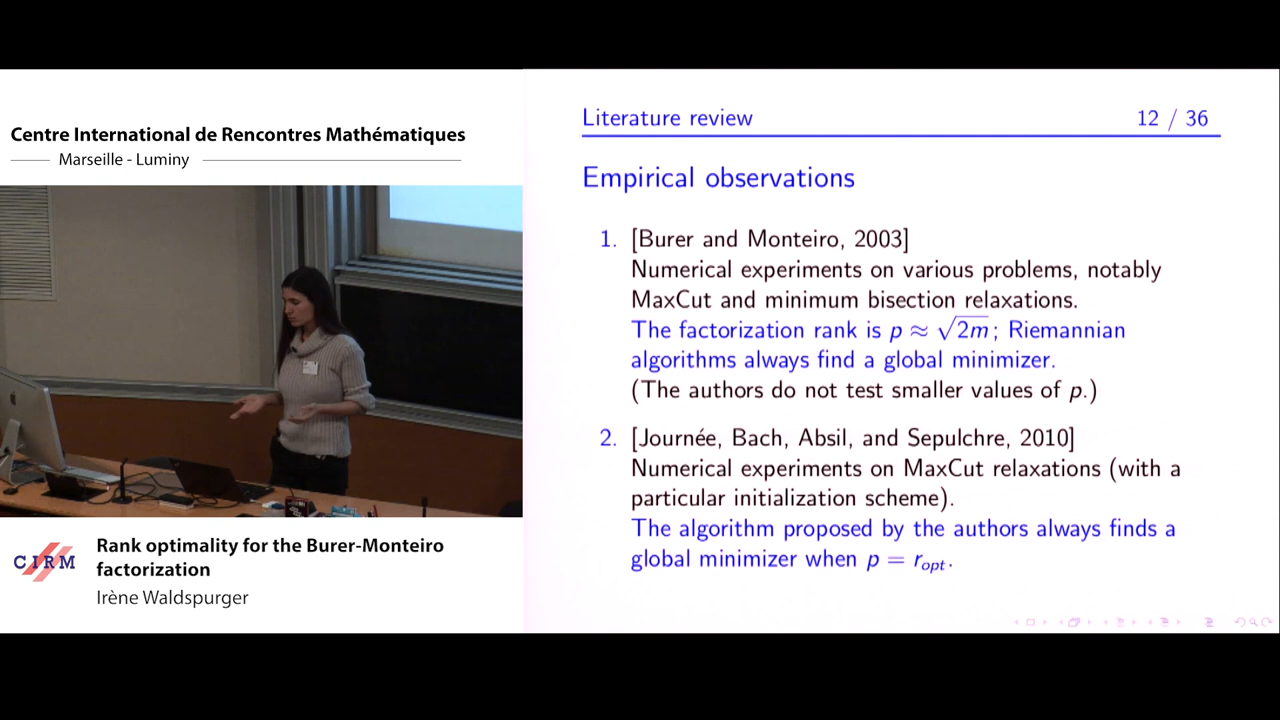 Centre International de Rencontres Mathématiques
Marseille - Luminy
CIRM
Rank optimality for the Burer-Monteiro
factorization
Irène Waldspurger
Literature review 12 / 36
Empirical observations
1. [Burer and Monteiro, 2003]
Numerical experiments on various problems, notably
MaxCut and minimum bisection relaxations.
The factorization rank is p ≈ √2m; Riemannian
algorithms always find a global minimizer.
(The authors do not test smaller values of p.)
2. [Journée, Bach, Absil, and Sepulchre, 2010]
Numerical experiments on MaxCut relaxations (with a
particular initialization scheme).
The algorithm proposed by the authors always finds a
global minimizer when p = r_opt.